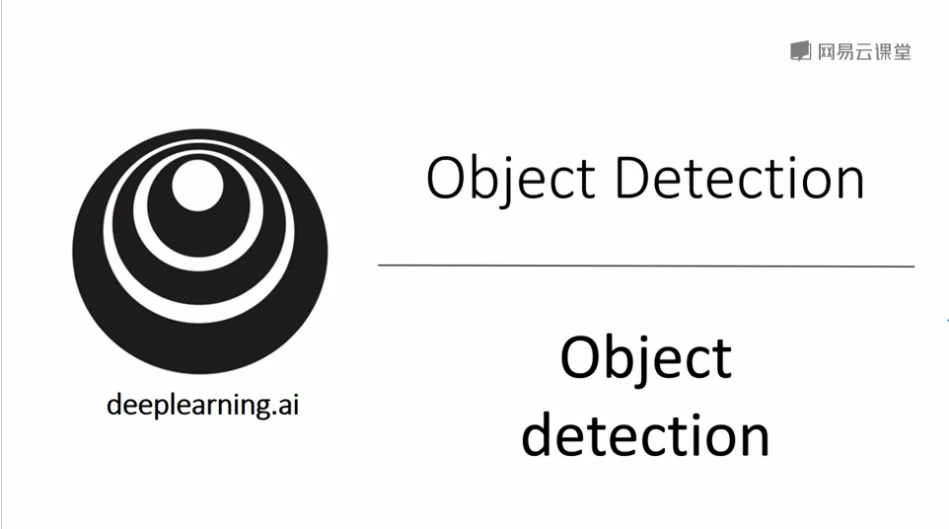 网易云课堂
Object Detection
Object
detection
deeplearning.ai